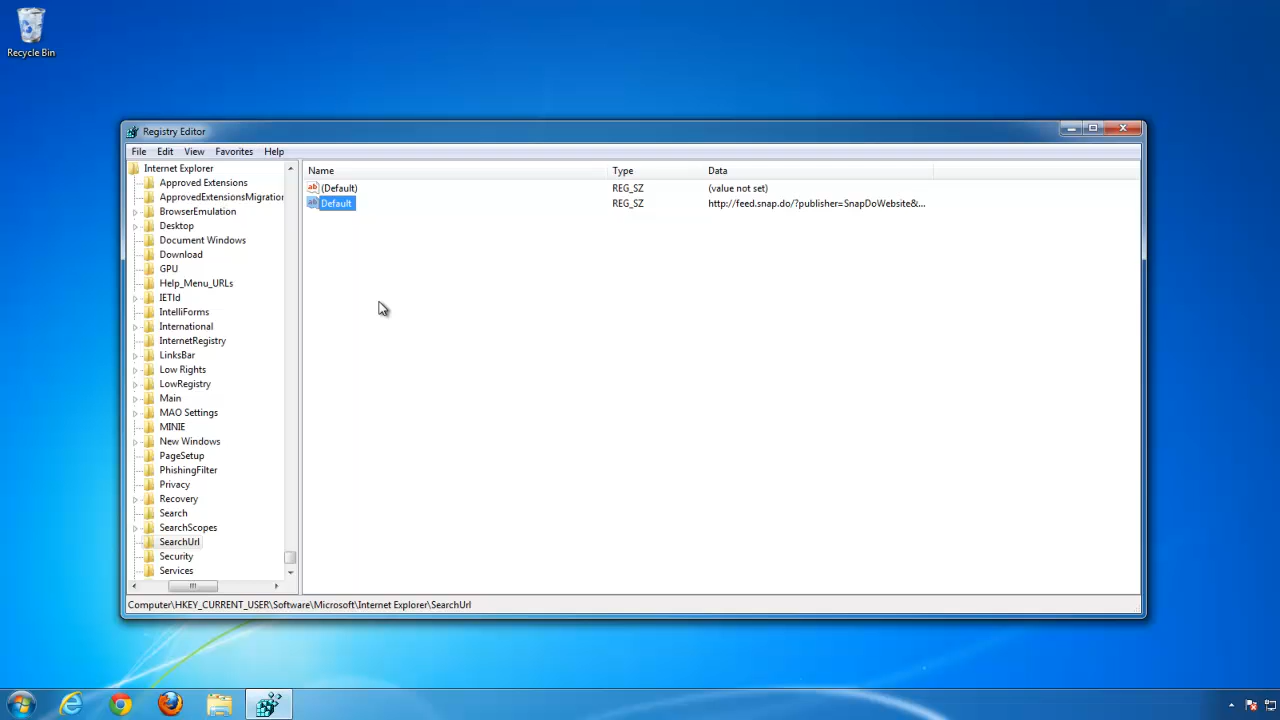 Recycle Bin
Registry Editor
File Edit View Favorites Help
Internet Explorer
Approved Extensions
ApprovedExtensionsMigration
BrowserEmulation
Desktop
Document Windows
Download
GPU
Help_Menu_URLs
IETld
IntelliForms
International
InternetRegistry
LinksBar
Low Rights
LowRegistry
Main
MAO Settings
MINIE
New Windows
PageSetup
PhishingFilter
Privacy
Recovery
Search
SearchScopes
SearchUrl
Security
Services
Name Type Data
ab (Default) REG_SZ (value not set)
ab Default REG_SZ http://feed.snap.do/?publisher=SnapDoWebsite&...
Computer\HKEY_CURRENT_USER\Software\Microsoft\Internet Explorer\SearchUrl